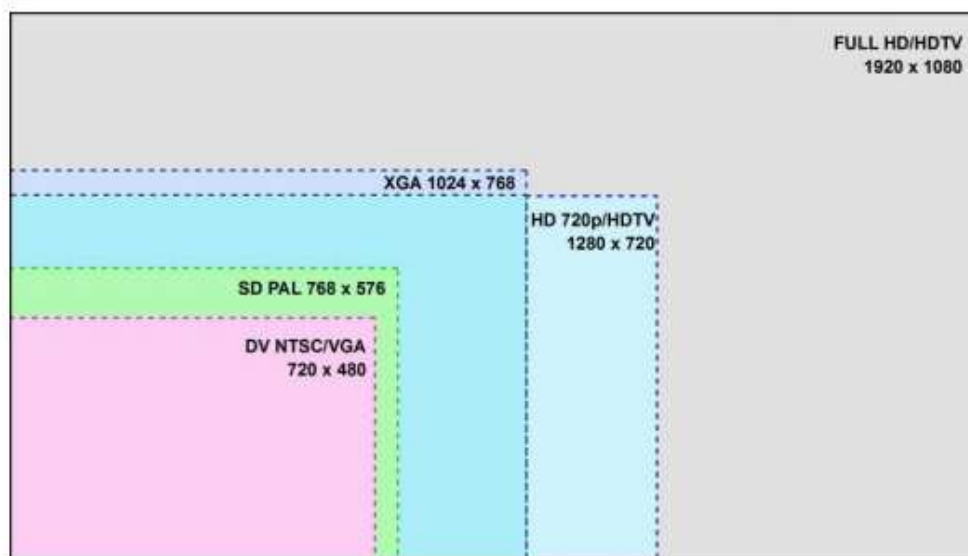 FULL HD/HDTV
1920 x 1080
XGA 1024 x 768
HD 720p/HDTV
1280 x 720
SD PAL 768 x 576
DV NTSC/VGA
720 x 480